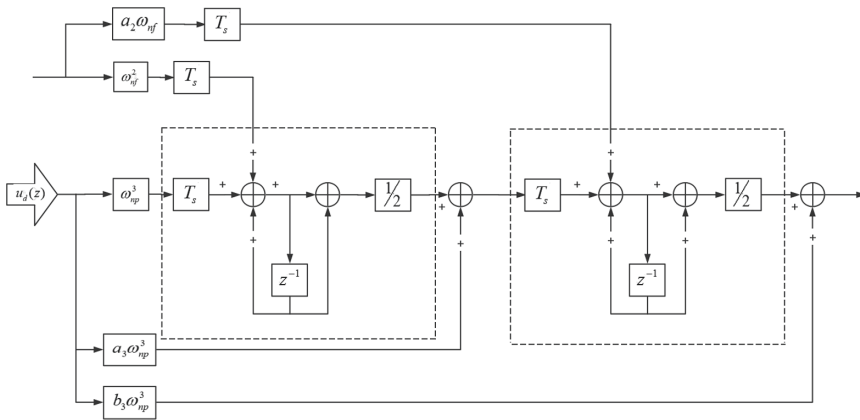 a₂ω_nf T_s
ω²_nf T_s
+ +
u_d(z) ω³_np T_s + + 1/2 + T_s + + 1/2 +
+ + + + + +
z⁻¹ z⁻¹
a₃ω³_np
b₃ω³_np